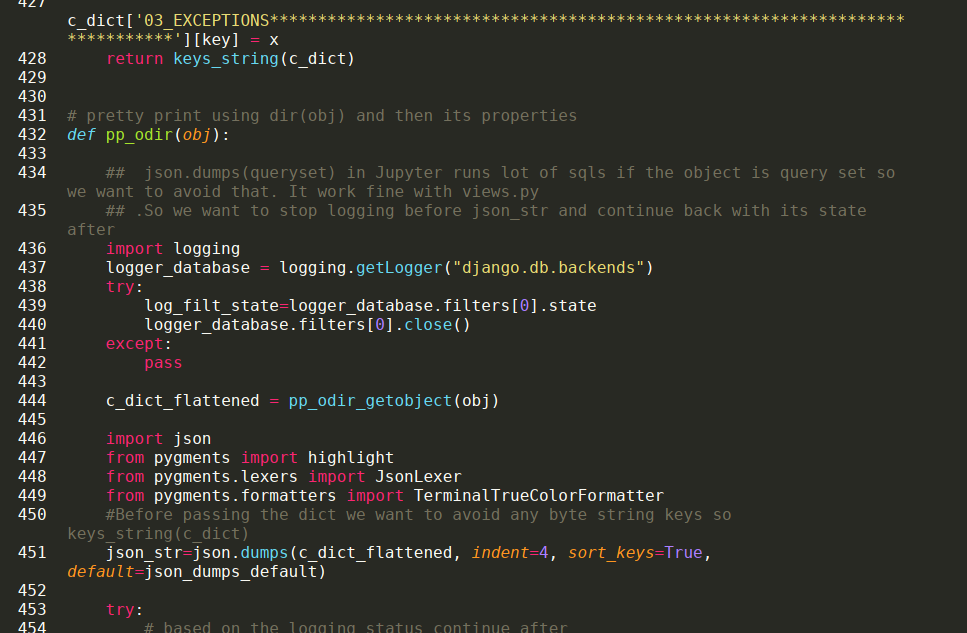 427
c_dict['03_EXCEPTIONS******************************************************************
***********'][key] = x
428 return keys_string(c_dict)
429
430
431 # pretty print using dir(obj) and then its properties
432 def pp_odir(obj):
433
434 ##  json.dumps(queryset) in Jupyter runs lot of sqls if the object is query set so
we want to avoid that. It work fine with views.py
435 ## .So we want to stop logging before json_str and continue back with its state
after
436 import logging
437 logger_database = logging.getLogger("django.db.backends")
438 try:
439 log_filt_state=logger_database.filters[0].state
440 logger_database.filters[0].close()
441 except:
442 pass
443
444 c_dict_flattened = pp_odir_getobject(obj)
445
446 import json
447 from pygments import highlight
448 from pygments.lexers import JsonLexer
449 from pygments.formatters import TerminalTrueColorFormatter
450 #Before passing the dict we want to avoid any byte string keys so
keys_string(c_dict)
451 json_str=json.dumps(c_dict_flattened, indent=4, sort_keys=True,
default=json_dumps_default)
452
453 try:
454 # based on the logging status continue after